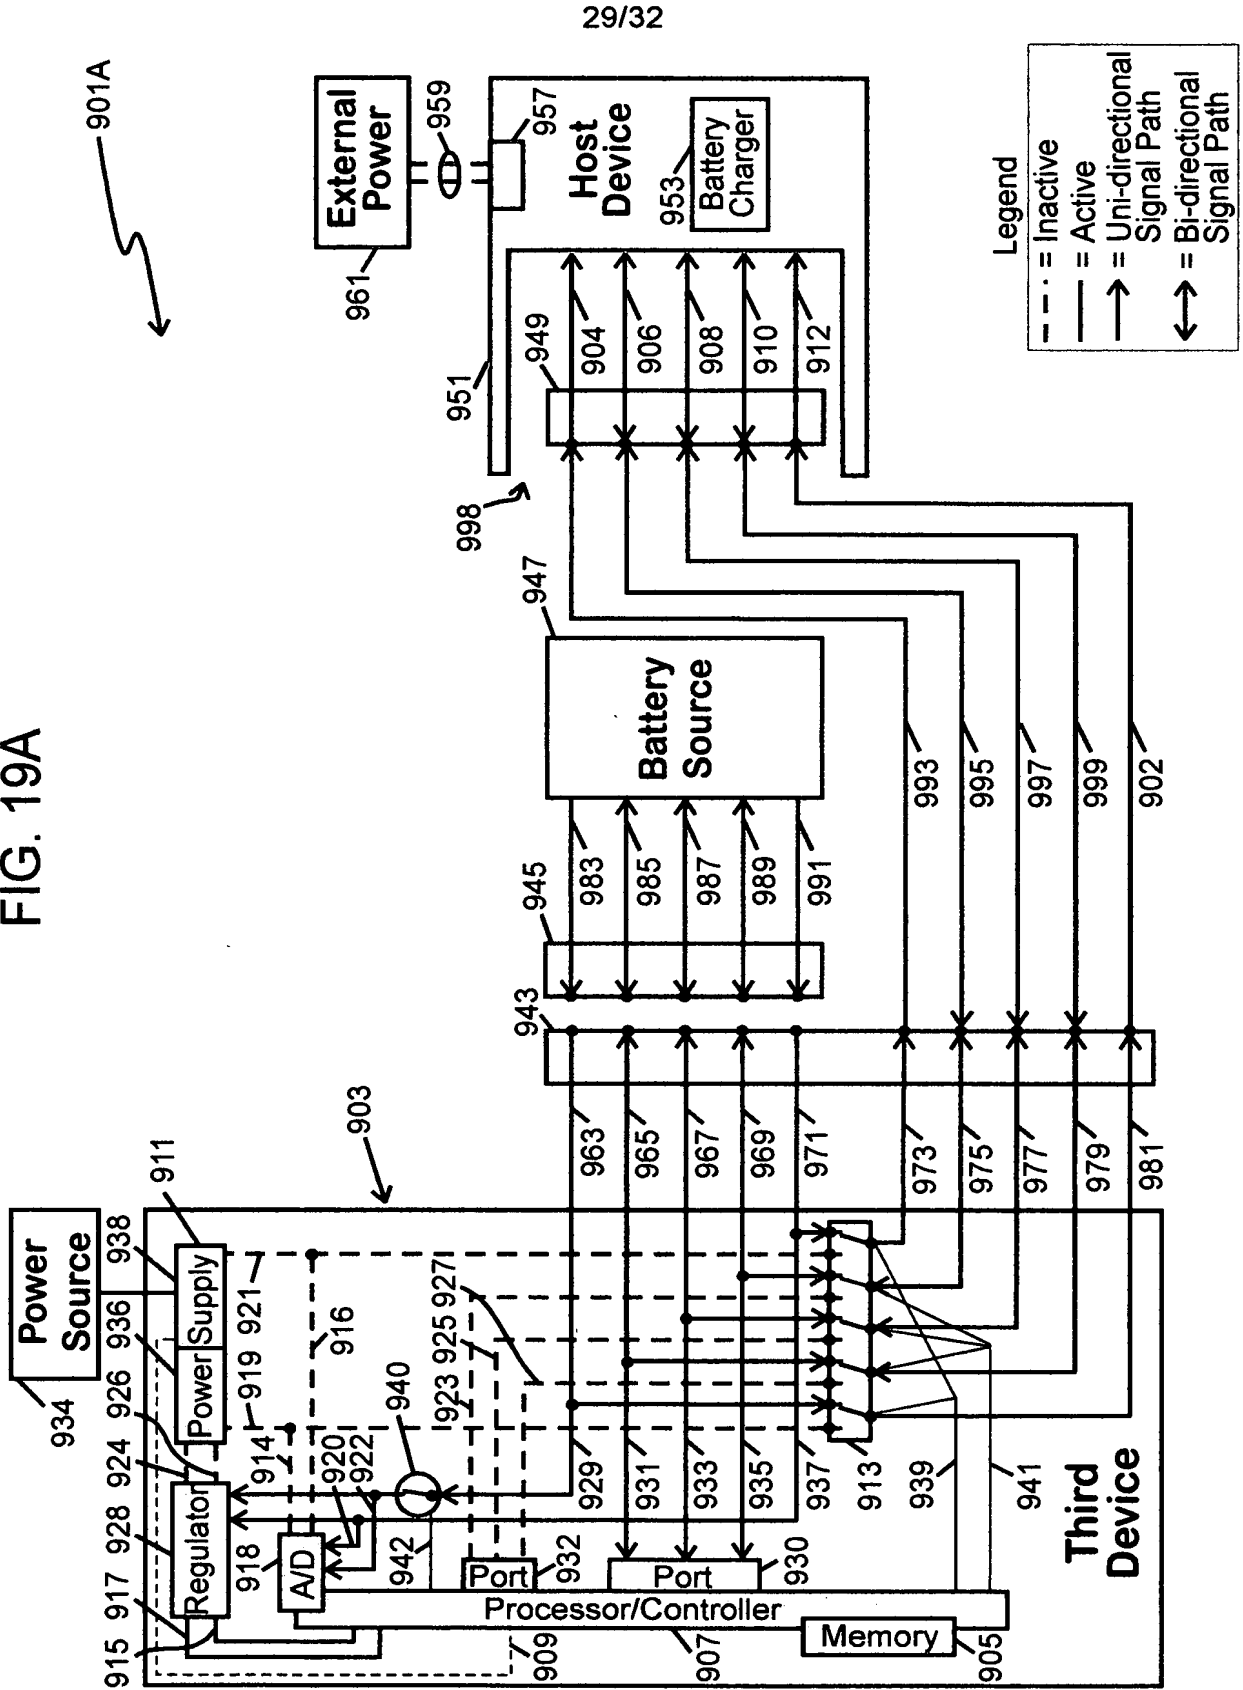 29/32
FIG. 19A
901A
External
Power
959
961
957
Host
Device
953
Battery
Charger
951
949
904
906
908
910
912
998
Legend
= Inactive
= Active
= Uni-directional
Signal Path
= Bi-directional
Signal Path
947
Battery
Source
945
983
985
987
989
991
993
995
997
999
902
943
903
963
965
967
969
971
973
975
977
979
981
Power
Source
934
911
938
936
Power
Supply
926
924
928
Regulator
917
915
921
919
916
914
920
922
918
A/D
940
942
927
925
923
929
931
933
935
937
913
939
941
Port
932
Port
930
Processor/Controller
909
907
Memory
905
Third
Device